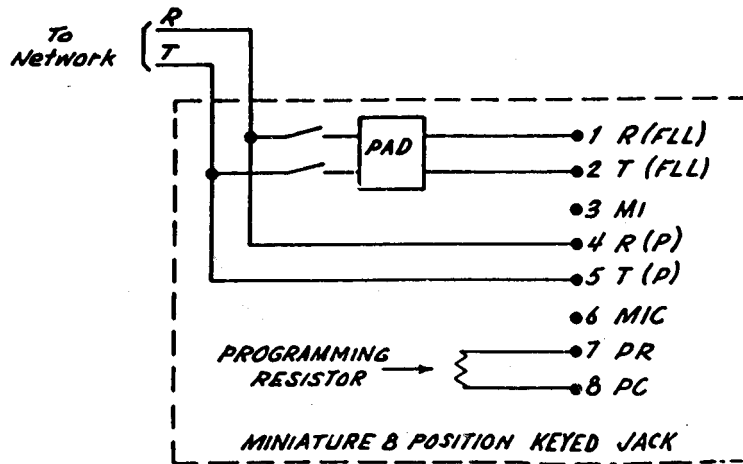 To
Network
R
T
PAD
1 R (FLL)
2 T (FLL)
3 MI
4 R (P)
5 T (P)
6 MIC
7 PR
8 PC
PROGRAMMING
RESISTOR
MINIATURE 8 POSITION KEYED JACK